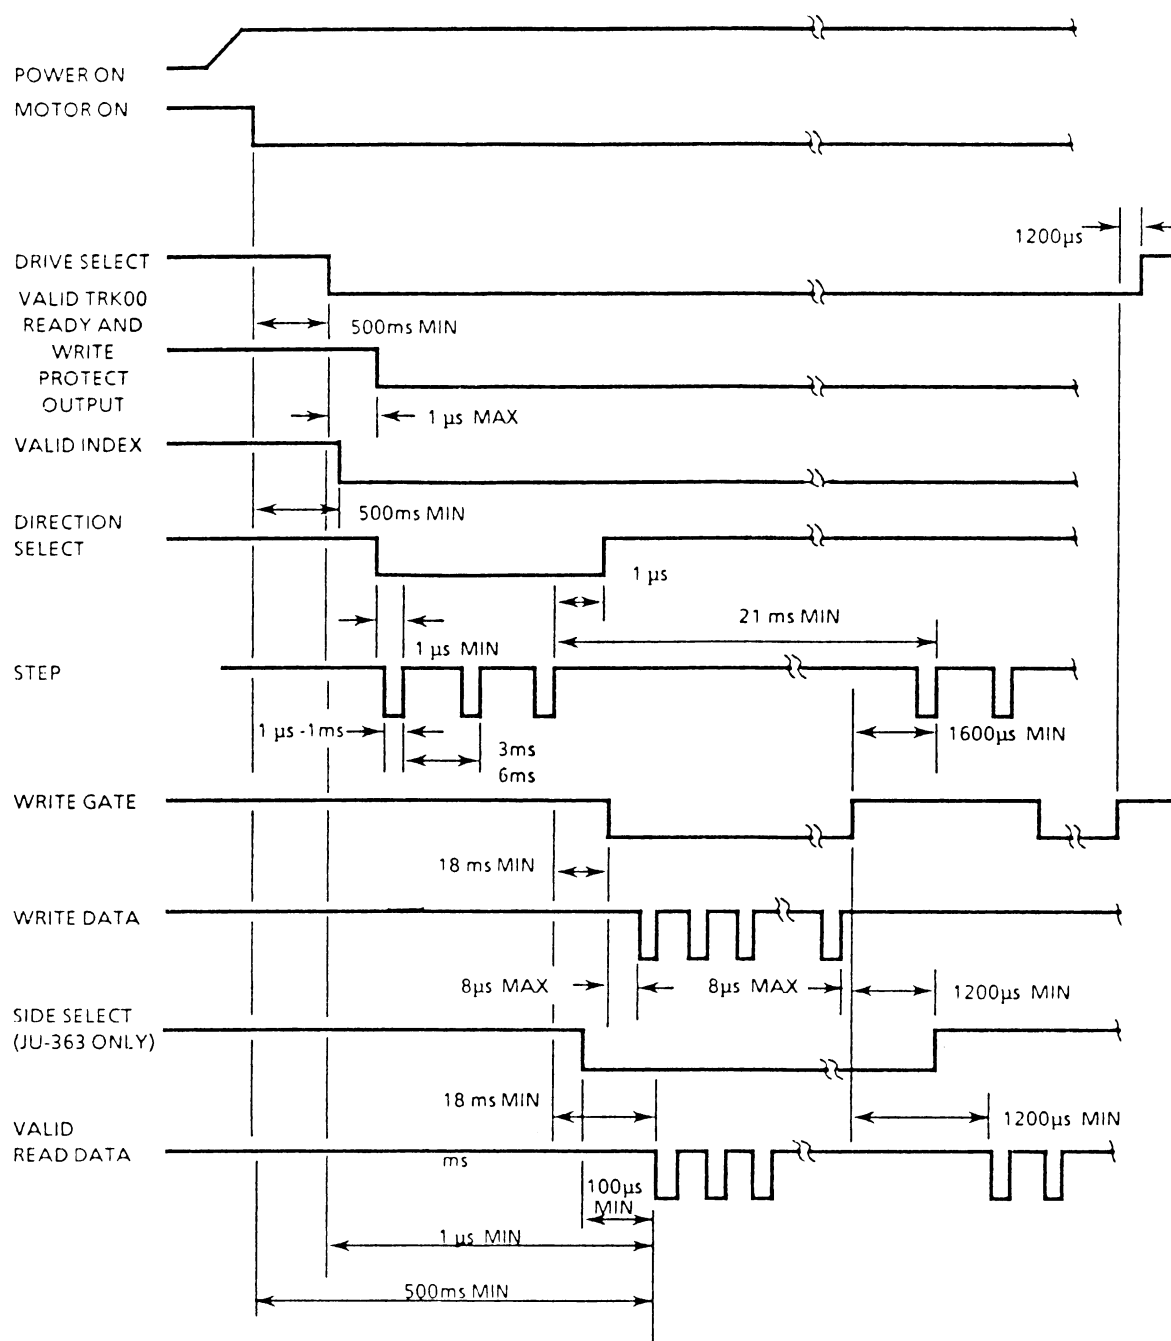 POWER ON
MOTOR ON
1200µs
DRIVE SELECT
VALID TRK00
READY AND
WRITE
PROTECT
OUTPUT
500ms MIN
1 µs MAX
VALID INDEX
500ms MIN
DIRECTION
SELECT
1 µs
21 ms MIN
1 µs MIN
STEP
1 µs -1ms
3ms
6ms
1600µs MIN
WRITE GATE
18 ms MIN
WRITE DATA
8µs MAX
8µs MAX
1200µs MIN
SIDE SELECT
(JU-363 ONLY)
18 ms MIN
1200µs MIN
VALID
READ DATA
ms
100µs
MIN
1 µs MIN
500ms MIN